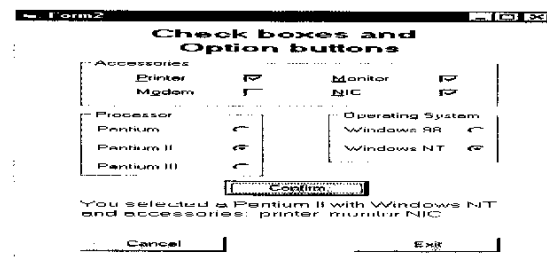 Form2
Check boxes and
Option buttons
Accessories
Printer Monitor
Modem NIC
Processor Operating System
Pentium Windows 98
Pentium II Windows NT
Pentium III
Confirm
You selected a Pentium II with Windows NT
and accessories: printer monitor NIC
Cancel Exit